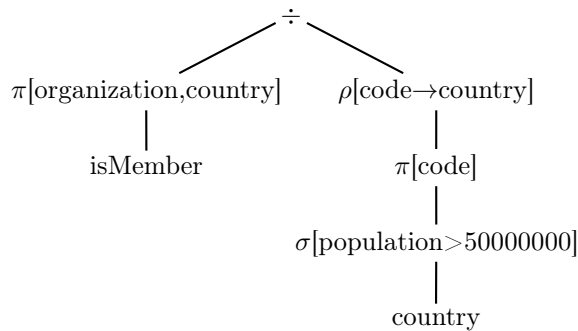 ÷
π[organization,country] ρ[code→country]
isMember π[code]
σ[population>50000000]
country